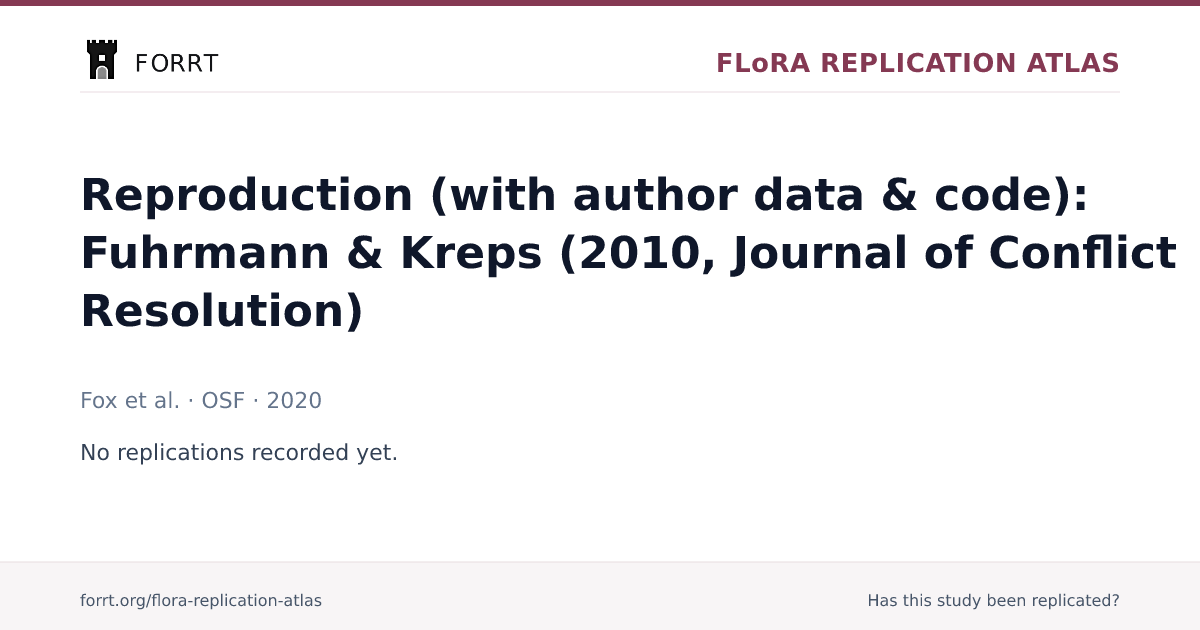 FORRT
FLoRA REPLICATION ATLAS
Reproduction (with author data & code):
Fuhrmann & Kreps (2010, Journal of Conflict
Resolution)
Fox et al. · OSF · 2020
No replications recorded yet.
forrt.org/flora-replication-atlas
Has this study been replicated?